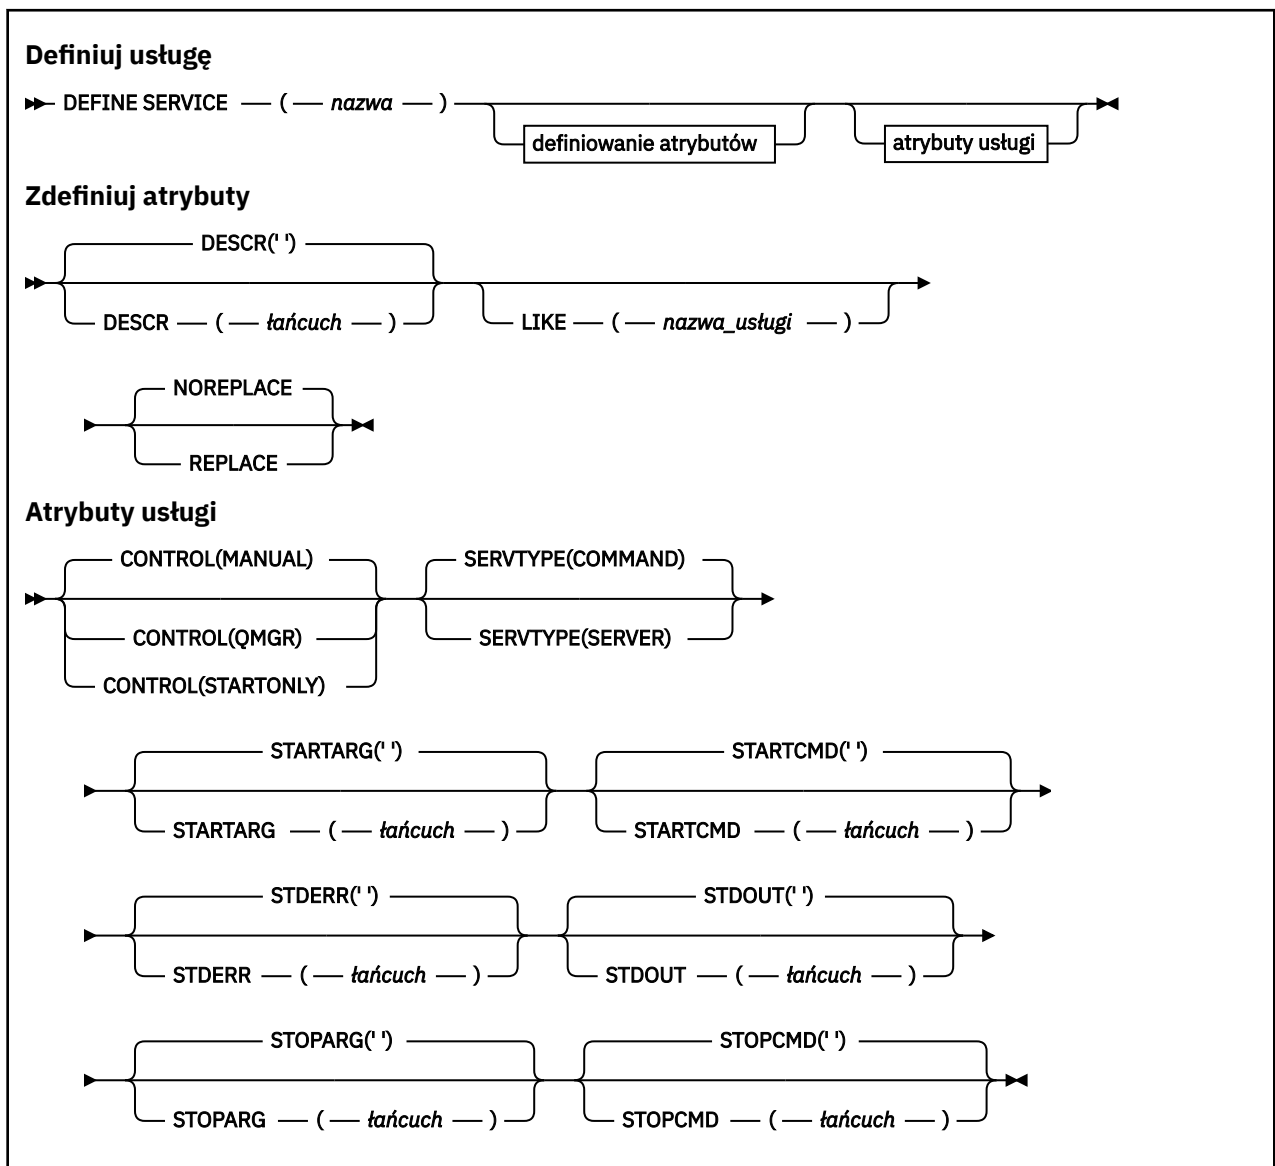 Definiuj usługę
DEFINE SERVICE ( nazwa )
definiowanie atrybutów atrybuty usługi
Zdefiniuj atrybuty
DESCR(' ')
DESCR ( łańcuch ) LIKE ( nazwa_usługi )
NOREPLACE
REPLACE
Atrybuty usługi
CONTROL(MANUAL) SERVTYPE(COMMAND)
CONTROL(QMGR) SERVTYPE(SERVER)
CONTROL(STARTONLY)
STARTARG(' ') STARTCMD(' ')
STARTARG ( łańcuch ) STARTCMD ( łańcuch )
STDERR(' ') STDOUT(' ')
STDERR ( łańcuch ) STDOUT ( łańcuch )
STOPARG(' ') STOPCMD(' ')
STOPARG ( łańcuch ) STOPCMD ( łańcuch )